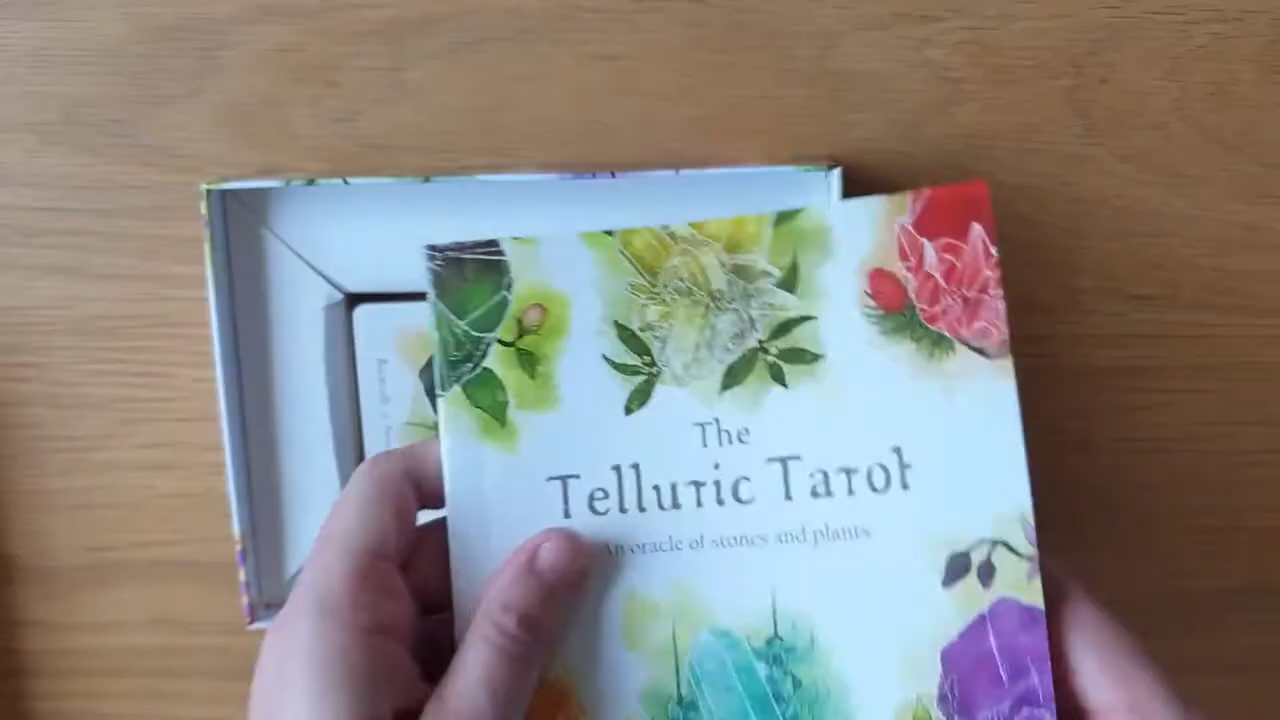 The
Telluric Tarot
An oracle of stones and plants